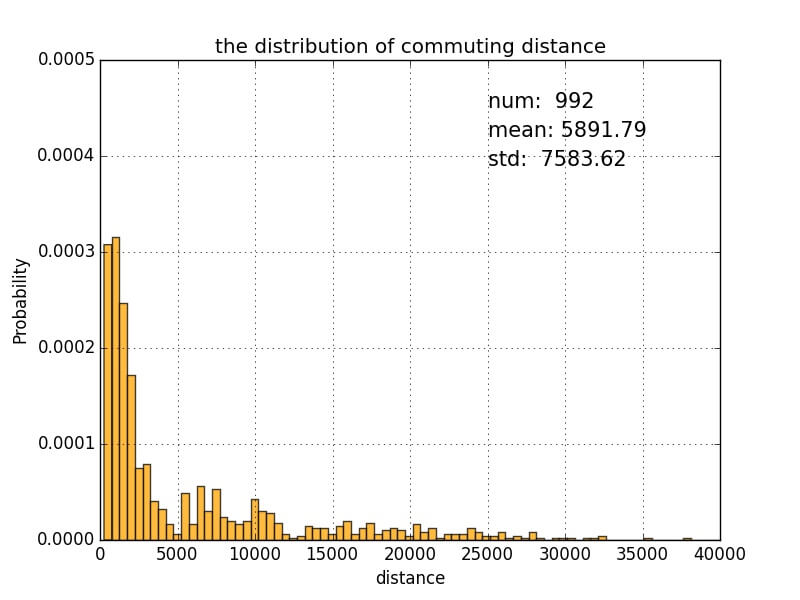 the distribution of commuting distance
0.0005
num: 992
mean: 5891.79
0.0004
std: 7583.62
0.0003
Probability
0.0002
0.0001
0.0000
0 5000 10000 15000 20000 25000 30000 35000 40000
distance